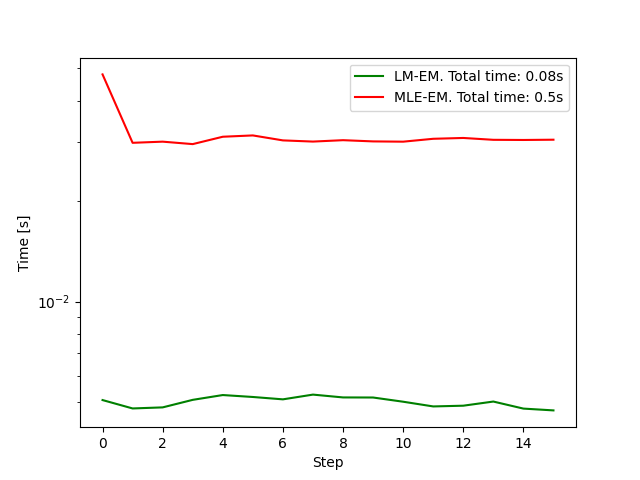 LM-EM. Total time: 0.08s
MLE-EM. Total time: 0.5s
Time [s]
10⁻²
0 2 4 6 8 10 12 14
Step